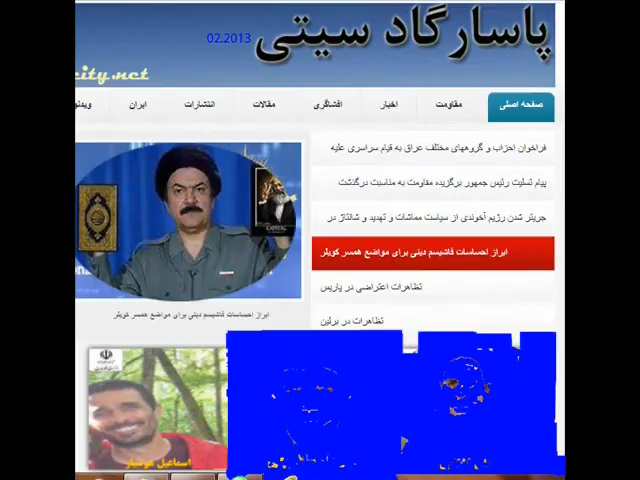 پاسارگاد سیتی
02.2013
city.net
صفحه اصلی
مقاومت
اخبار
افشاگری
مقالات
انتشارات
ایران
ویدئو
فراخوان احزاب و گروههای مختلف عراق به قیام سراسری علیه
پیام تسلیت رئیس جمهور برگزیده مقاومت به مناسبت درگذشت
جریتر شدن رژیم آخوندی از سیاست مماشات و تهدید و شانتاژ در
ابراز احساسات فاشیسم دینی برای مواضع همسر کوبلر
تظاهرات اعتراضی در پاریس
تظاهرات در برلین
CAPITAL
ابراز احساسات فاشیسم دینی برای مواضع همسر کوبلر
اسماعیل هوشیار